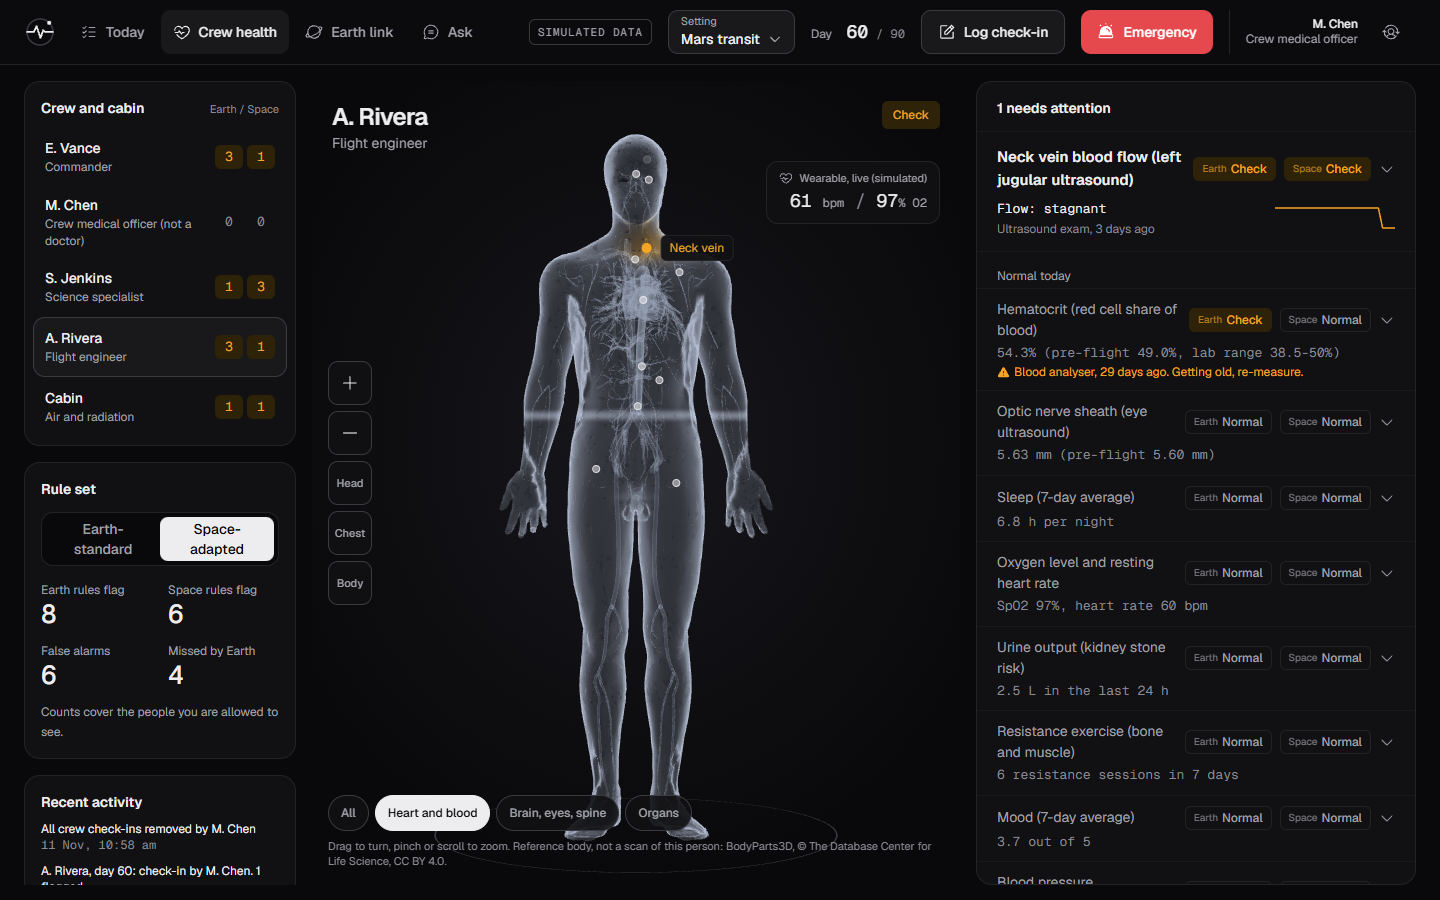 Today
Crew health
Earth link
Ask
SIMULATED DATA
Setting
Mars transit
Day 60 / 90
Log check-in
Emergency
M. Chen
Crew medical officer
Crew and cabin
Earth / Space
E. Vance
Commander
3 1
M. Chen
Crew medical officer (not a
doctor)
0 0
S. Jenkins
Science specialist
1 3
A. Rivera
Flight engineer
3 1
Cabin
Air and radiation
1 1
Rule set
Earth-
standard
Space-
adapted
Earth rules flag
8
Space rules flag
6
False alarms
6
Missed by Earth
4
Counts cover the people you are allowed to
see.
Recent activity
All crew check-ins removed by M. Chen
11 Nov, 10:58 am
A. Rivera, day 60: check-in by M. Chen. 1
flagged
A. Rivera
Flight engineer
Check
Wearable, live (simulated)
61 bpm / 97% O2
Neck vein
+
−
Head
Chest
Body
All
Heart and blood
Brain, eyes, spine
Organs
Drag to turn, pinch or scroll to zoom. Reference body, not a scan of this person: BodyParts3D, © The Database Center for
Life Science, CC BY 4.0.
1 needs attention
Neck vein blood flow (left
jugular ultrasound)
Earth Check
Space Check
Flow: stagnant
Ultrasound exam, 3 days ago
Normal today
Hematocrit (red cell share of
blood)
Earth Check
Space Normal
54.3% (pre-flight 49.0%, lab range 38.5-50%)
Blood analyser, 29 days ago. Getting old, re-measure.
Optic nerve sheath (eye
ultrasound)
Earth Normal
Space Normal
5.63 mm (pre-flight 5.60 mm)
Sleep (7-day average)
Earth Normal
Space Normal
6.8 h per night
Oxygen level and resting
heart rate
Earth Normal
Space Normal
SpO2 97%, heart rate 60 bpm
Urine output (kidney stone
risk)
Earth Normal
Space Normal
2.5 L in the last 24 h
Resistance exercise (bone
and muscle)
Earth Normal
Space Normal
6 resistance sessions in 7 days
Mood (7-day average)
Earth Normal
Space Normal
3.7 out of 5
Blood pressure